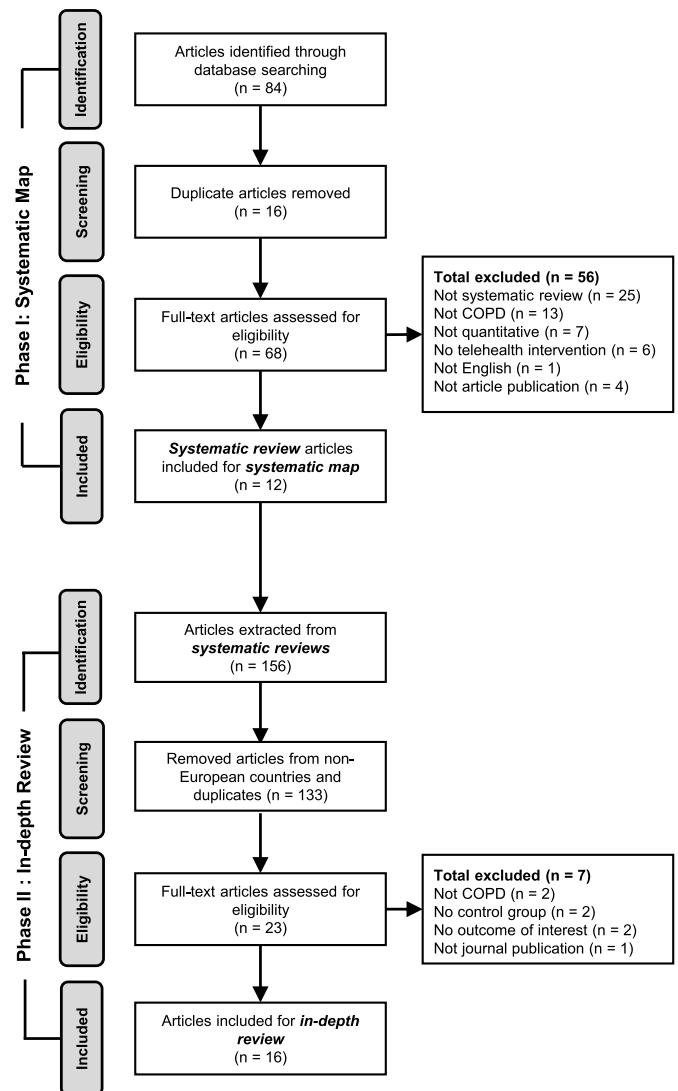 Phase I: Systematic Map
Identification
Articles identified through
database searching
(n = 84)
Screening
Duplicate articles removed
(n = 16)
Eligibility
Full-text articles assessed for
eligibility
(n = 68)
Total excluded (n = 56)
Not systematic review (n = 25)
Not COPD (n = 13)
Not quantitative (n = 7)
No telehealth intervention (n = 6)
Not English (n = 1)
Not article publication (n = 4)
Included
Systematic review articles
included for systematic map
(n = 12)
Phase II : In-depth Review
Identification
Articles extracted from
systematic reviews
(n = 156)
Screening
Removed articles from non-
European countries and
duplicates (n = 133)
Eligibility
Full-text articles assessed for
eligibility
(n = 23)
Total excluded (n = 7)
Not COPD (n = 2)
No control group (n = 2)
No outcome of interest (n = 2)
Not journal publication (n = 1)
Included
Articles included for in-depth
review
(n = 16)